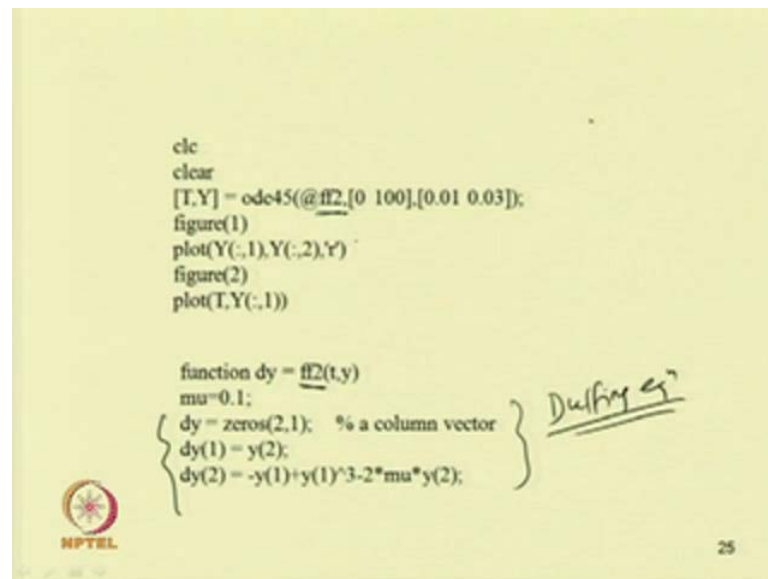 clc
clear
[T,Y] = ode45(@ff2,[0 100],[0.01 0.03]);
figure(1)
plot(Y(:,1),Y(:,2),'r')
figure(2)
plot(T,Y(:,1))
function dy = ff2(t,y)
mu=0.1;
dy = zeros(2,1); % a column vector
dy(1) = y(2);
dy(2) = -y(1)+y(1)^3-2*mu*y(2);
Duffing eqn
NPTEL
25